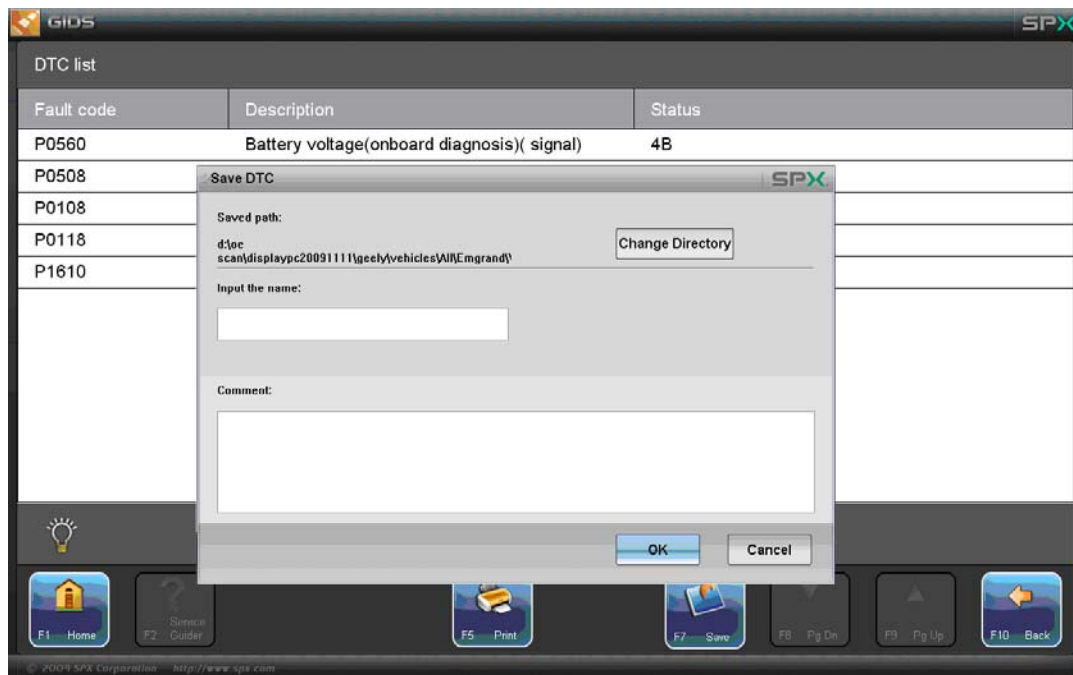 GIDS
SPX
DTC list
Fault code Description Status
P0560 Battery voltage(onboard diagnosis)( signal) 4B
P0508
P0108
P0118
P1610
Save DTC SPX
Saved path:
d:\oc
scan\displaypc20091111\geely\vehicles\All\Emgrand\\
Change Directory
Input the name:
Comment:
OK Cancel
F1 Home
F2 Service Guider
F5 Print
F7 Save
F8 Pg Dn
F9 Pg Up
F10 Back
© 2009 SPX Corporation http://www.spx.com